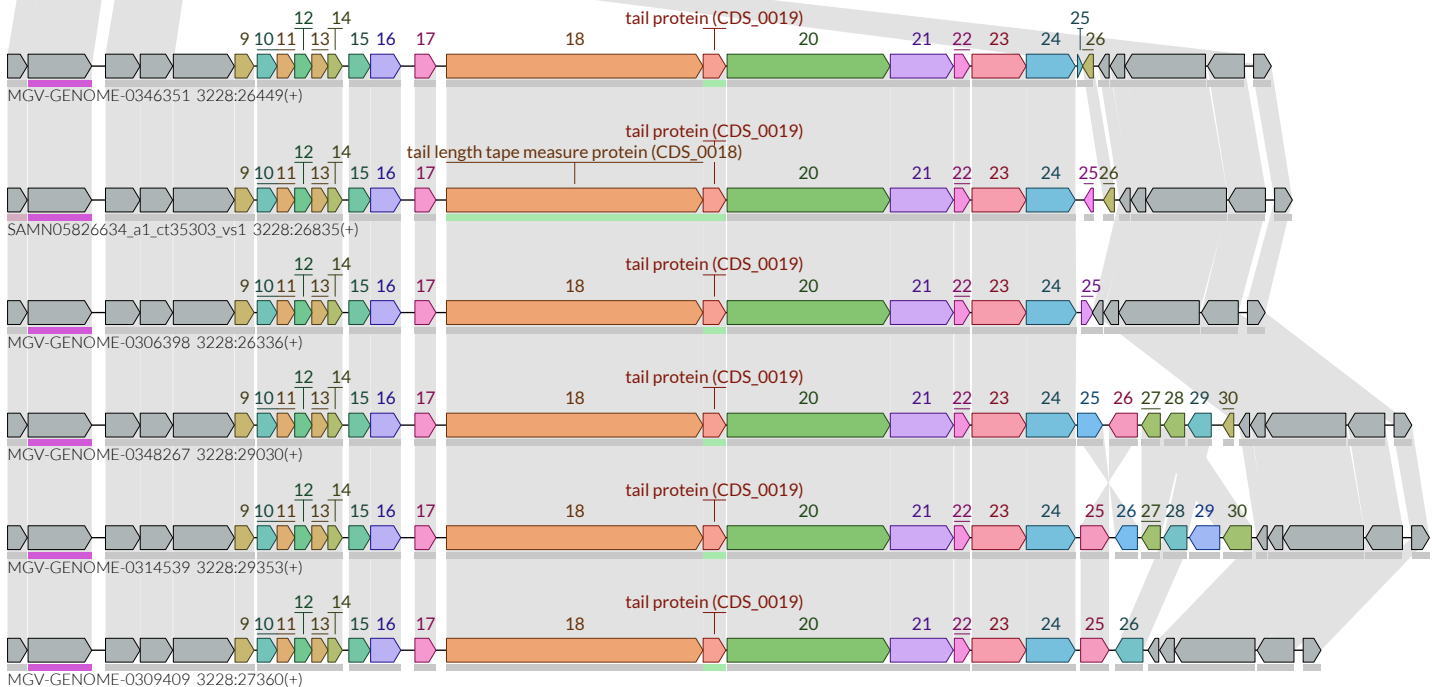 12 14 tail protein (CDS_0019) 25
9 10 11 13 15 16 17 18 20 21 22 23 24 26
MGV-GENOME-0346351 3228:26449(+)
tail protein (CDS_0019)
12 14 tail length tape measure protein (CDS_0018)
9 10 11 13 15 16 17 20 21 22 23 24 25 26
SAMN05826634_a1_ct35303_vs1 3228:26835(+)
12 14 tail protein (CDS_0019)
9 10 11 13 15 16 17 18 20 21 22 23 24 25
MGV-GENOME-0306398 3228:26336(+)
12 14 tail protein (CDS_0019)
9 10 11 13 15 16 17 18 20 21 22 23 24 25 26 27 28 29 30
MGV-GENOME-0348267 3228:29030(+)
12 14 tail protein (CDS_0019)
9 10 11 13 15 16 17 18 20 21 22 23 24 25 26 27 28 29 30
MGV-GENOME-0314539 3228:29353(+)
12 14 tail protein (CDS_0019)
9 10 11 13 15 16 17 18 20 21 22 23 24 25 26
MGV-GENOME-0309409 3228:27360(+)